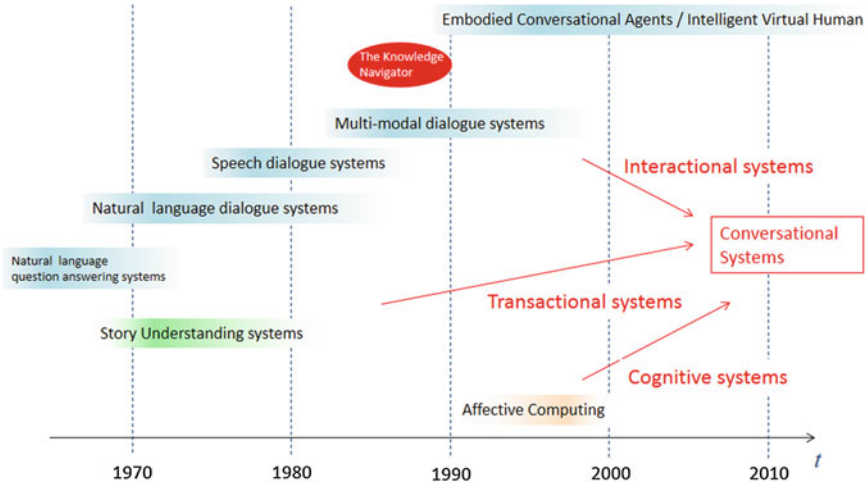 Embodied Conversational Agents / Intelligent Virtual Human
The Knowledge
Navigator
Multi-modal dialogue systems
Speech dialogue systems
Interactional systems
Natural language dialogue systems
Conversational
Systems
Natural language
question answering systems
Transactional systems
Story Understanding systems
Cognitive systems
Affective Computing
t
1970 1980 1990 2000 2010